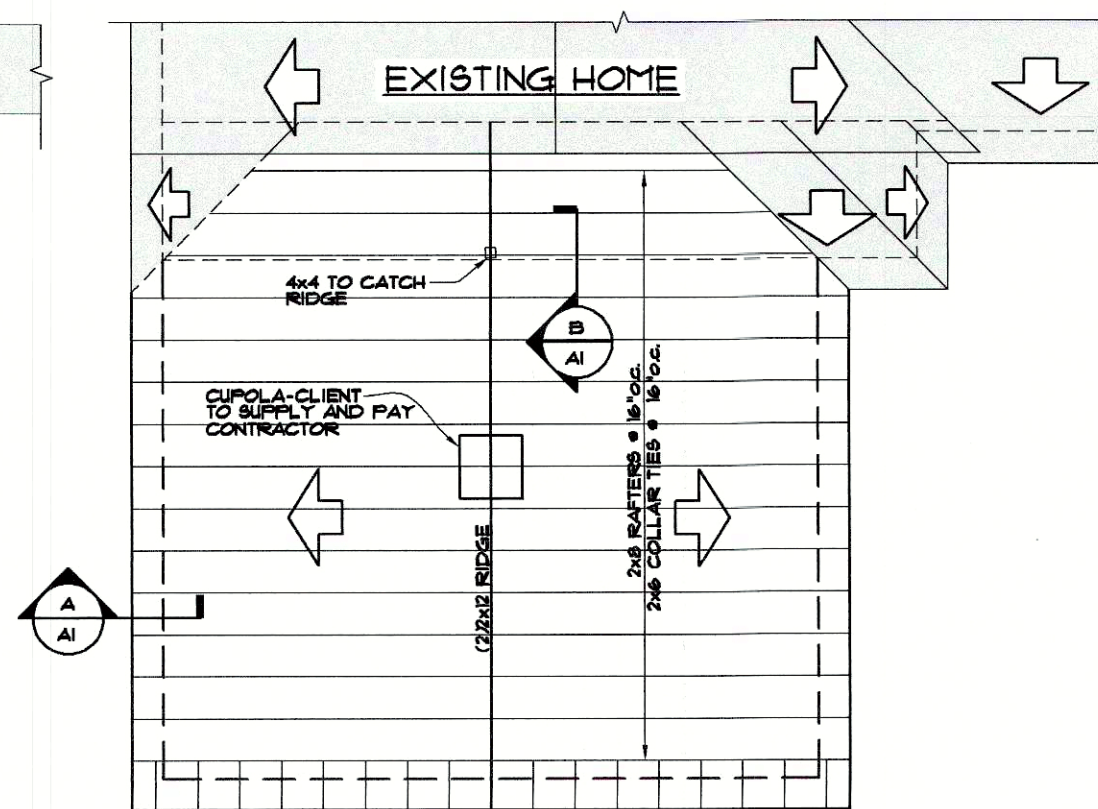 EXISTING HOME
4x4 TO CATCH
RIDGE
B
A1
CUPOLA-CLIENT
TO SUPPLY AND PAY
CONTRACTOR
2x8 RAFTERS @ 16"O.C.
2x6 COLLAR TIES @ 16"O.C.
(2)2x12 RIDGE
A
A1